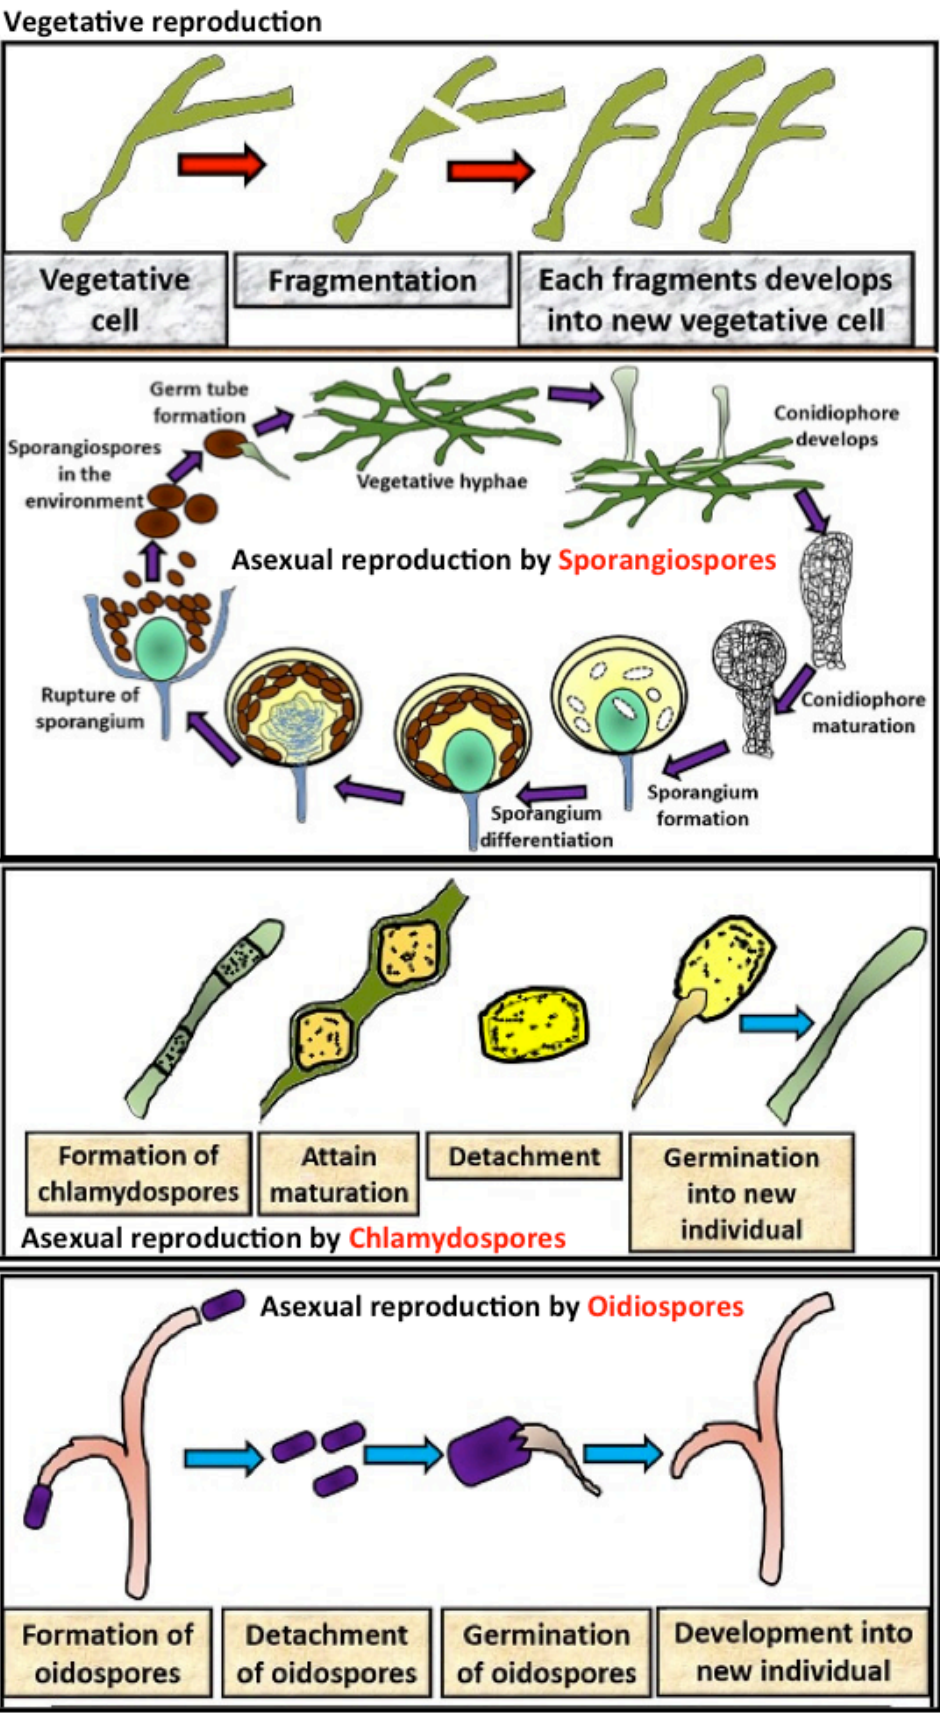 Vegetative reproduction
Vegetative
cell
Fragmentation
Each fragments develops
into new vegetative cell
Germ tube
formation
Sporangiospores
in the
environment
Vegetative hyphae
Conidiophore
develops
Asexual reproduction by Sporangiospores
Rupture of
sporangium
Conidiophore
maturation
Sporangium
formation
Sporangium
differentiation
Formation of
chlamydospores
Attain
maturation
Detachment
Germination
into new
individual
Asexual reproduction by Chlamydospores
Asexual reproduction by Oidiospores
Formation of
oidospores
Detachment
of oidospores
Germination
of oidospores
Development into
new individual